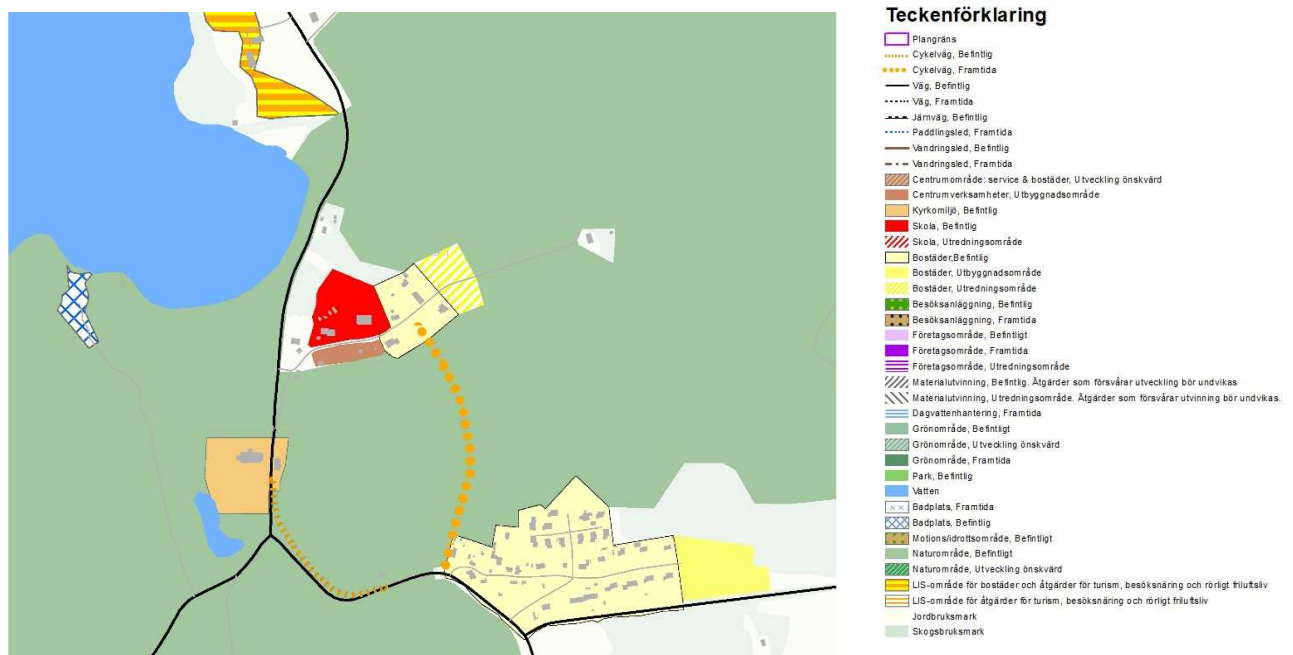 Teckenförklaring
Plangräns
Cykelväg, Befintlig
Cykelväg, Framtida
Väg, Befintlig
Väg, Framtida
Järnväg, Befintlig
Paddlingsled, Framtida
Vandringsled, Befintlig
Vandringsled, Framtida
Centrumområde: service & bostäder, Utveckling önskvärd
Centrumverksamheter, Utbyggnadsområde
Kyrkomiljö, Befintlig
Skola, Befintlig
Skola, Utredningsområde
Bostäder,Befintlig
Bostäder, Utbyggnadsområde
Bostäder, Utredningsområde
Besöksanläggning, Befintlig
Besöksanläggning, Framtida
Företagsområde, Befintligt
Företagsområde, Framtida
Företagsområde, Utredningsområde
Materialutvinning, Befintlig. Åtgärder som försvårar utveckling bör undvikas
Materialutvinning, Utredningsområde. Åtgärder som försvårar utvinning bör undvikas.
Dagvattenhantering, Framtida
Grönområde, Befintligt
Grönområde, Utveckling önskvärd
Grönområde, Framtida
Park, Befintlig
Vatten
Badplats, Framtida
Badplats, Befintlig
Motions/idrottsområde, Befintligt
Naturområde, Befintligt
Naturområde, Utveckling önskvärd
LIS-område för bostäder och åtgärder för turism, besöksnäring och rörligt friluftsliv
LIS-område för åtgärder för turism, besöksnäring och rörligt friluftsliv
Jordbruksmark
Skogsbruksmark